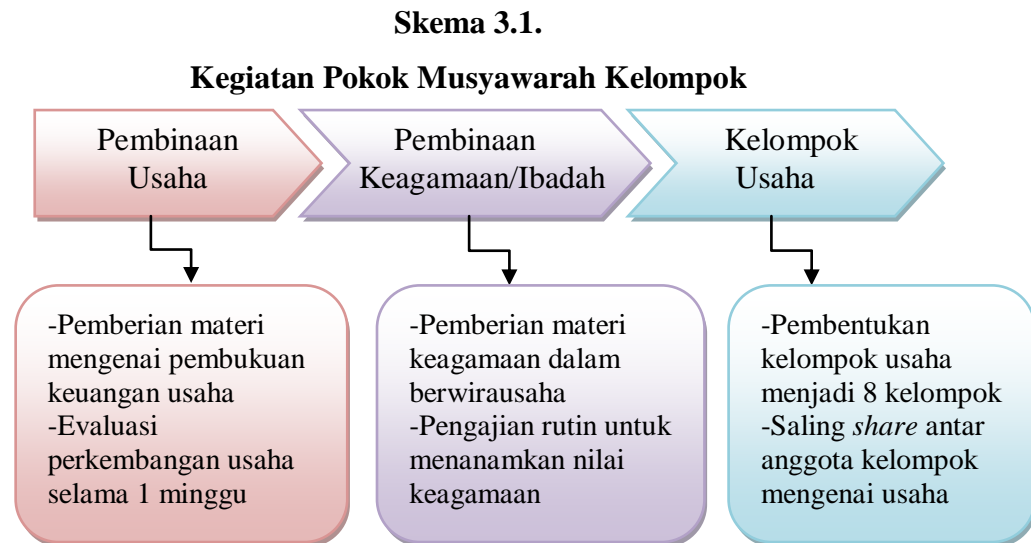 Skema 3.1.
Kegiatan Pokok Musyawarah Kelompok
Pembinaan
Usaha
Pembinaan
Keagamaan/Ibadah
Kelompok
Usaha
-Pemberian materi
mengenai pembukuan
keuangan usaha
-Evaluasi
perkembangan usaha
selama 1 minggu
-Pemberian materi
keagamaan dalam
berwirausaha
-Pengajian rutin untuk
menanamkan nilai
keagamaan
-Pembentukan
kelompok usaha
menjadi 8 kelompok
-Saling share antar
anggota kelompok
mengenai usaha